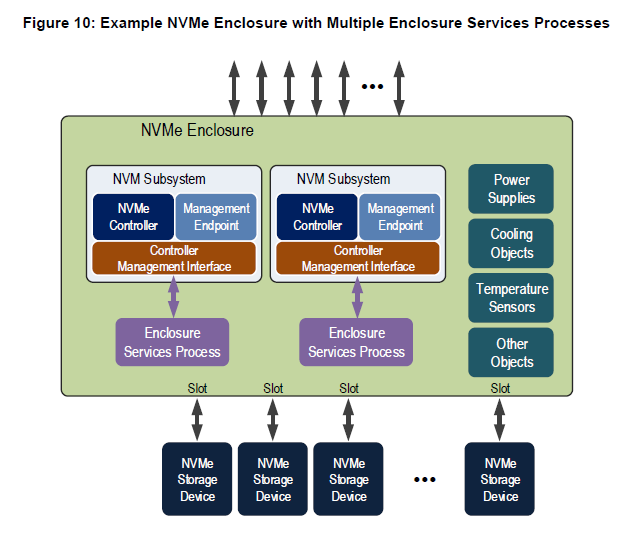 Figure 10: Example NVMe Enclosure with Multiple Enclosure Services Processes
•••
NVMe Enclosure
NVM Subsystem
NVMe
Controller
Management
Endpoint
Controller
Management Interface
Enclosure
Services Process
NVM Subsystem
NVMe
Controller
Management
Endpoint
Controller
Management Interface
Enclosure
Services Process
Power
Supplies
Cooling
Objects
Temperature
Sensors
Other
Objects
Slot
Slot
Slot
Slot
NVMe
Storage
Device
NVMe
Storage
Device
NVMe
Storage
Device
•••
NVMe
Storage
Device